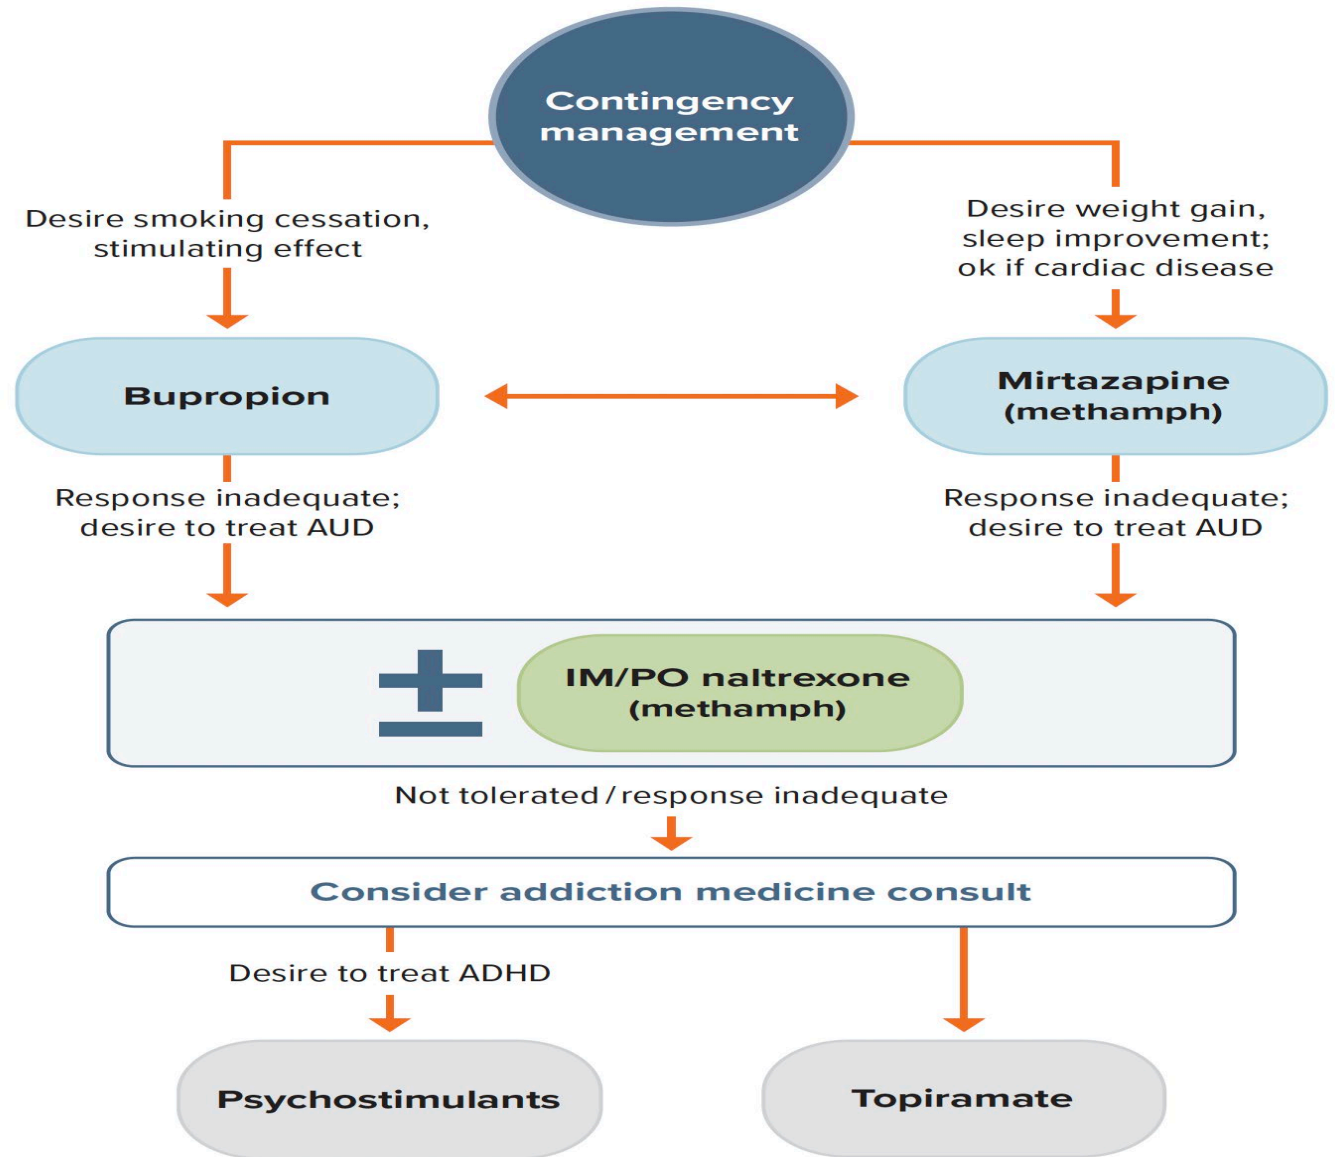 Contingency
management
Desire smoking cessation,
stimulating effect
Desire weight gain,
sleep improvement;
ok if cardiac disease
Bupropion
Mirtazapine
(methamph)
Response inadequate;
desire to treat AUD
Response inadequate;
desire to treat AUD
±
IM/PO naltrexone
(methamph)
Not tolerated/response inadequate
Consider addiction medicine consult
Desire to treat ADHD
Psychostimulants
Topiramate